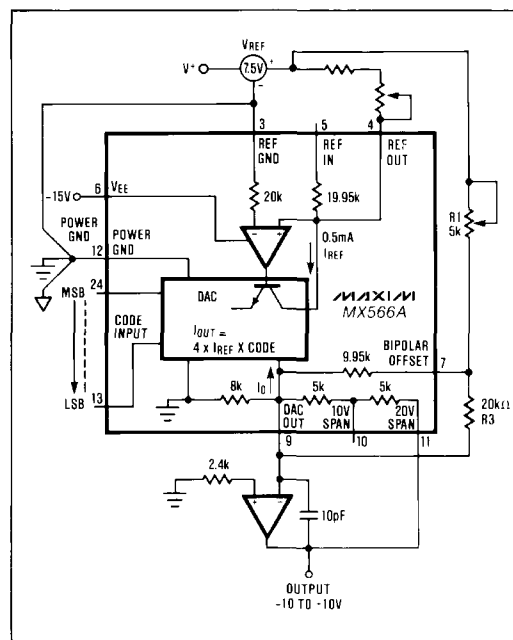 VREF
V+
7.5V
+
−
3
5
4
REF GND
REF IN
REF OUT
-15V
6
VEE
20k
19.95k
R1
5k
POWER GND
12
POWER GND
− +
0.5mA
IREF
24
MSB
DAC
MAXIM
MX566A
CODE INPUT
IOUT =
4 x IREF x CODE
BIPOLAR OFFSET
7
9.95k
13
LSB
8k
IO
5k
5k
20kΩ
R3
DAC OUT
10V SPAN
20V SPAN
9
10
11
2.4k
+ −
10pF
OUTPUT
-10 TO -10V